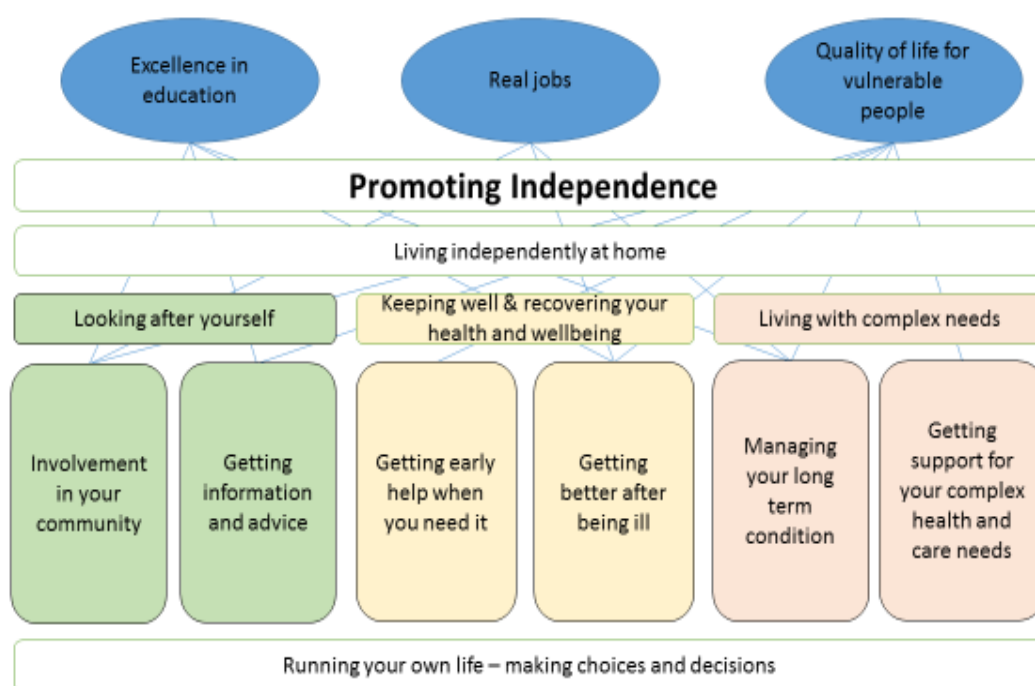 Excellence in
education
Real jobs
Quality of life for
vulnerable
people
Promoting Independence
Living independently at home
Looking after yourself
Keeping well & recovering your
health and wellbeing
Living with complex needs
Involvement
in your
community
Getting
information
and advice
Getting early
help when
you need it
Getting
better after
being ill
Managing
your long
term
condition
Getting
support for
your complex
health and
care needs
Running your own life – making choices and decisions